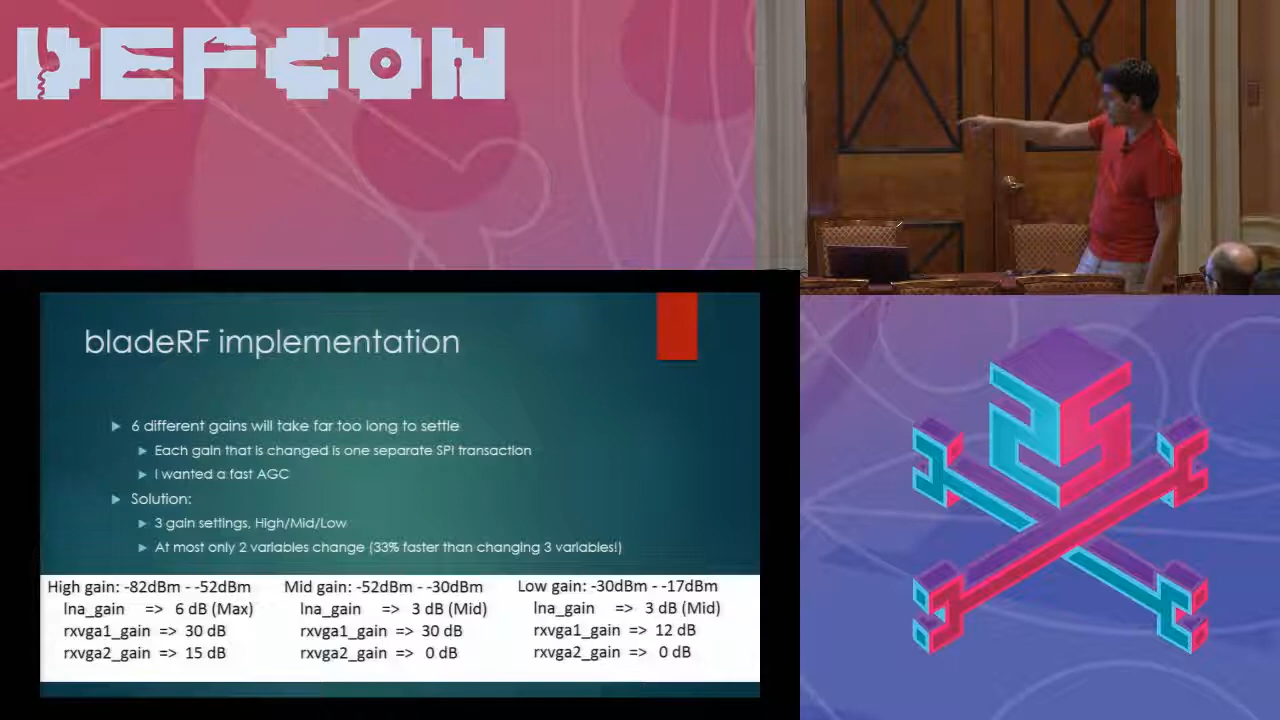 DEFCON
bladeRF implementation
6 different gains will take far too long to settle
Each gain that is changed is one separate SPI transaction
I wanted a fast AGC
Solution:
3 gain settings, High/Mid/Low
At most only 2 variables change (33% faster than changing 3 variables!)
High gain: -82dBm - -52dBm
lna_gain => 6 dB (Max)
rxvga1_gain => 30 dB
rxvga2_gain => 15 dB
Mid gain: -52dBm - -30dBm
lna_gain => 3 dB (Mid)
rxvga1_gain => 30 dB
rxvga2_gain => 0 dB
Low gain: -30dBm - -17dBm
lna_gain => 3 dB (Mid)
rxvga1_gain => 12 dB
rxvga2_gain => 0 dB
25